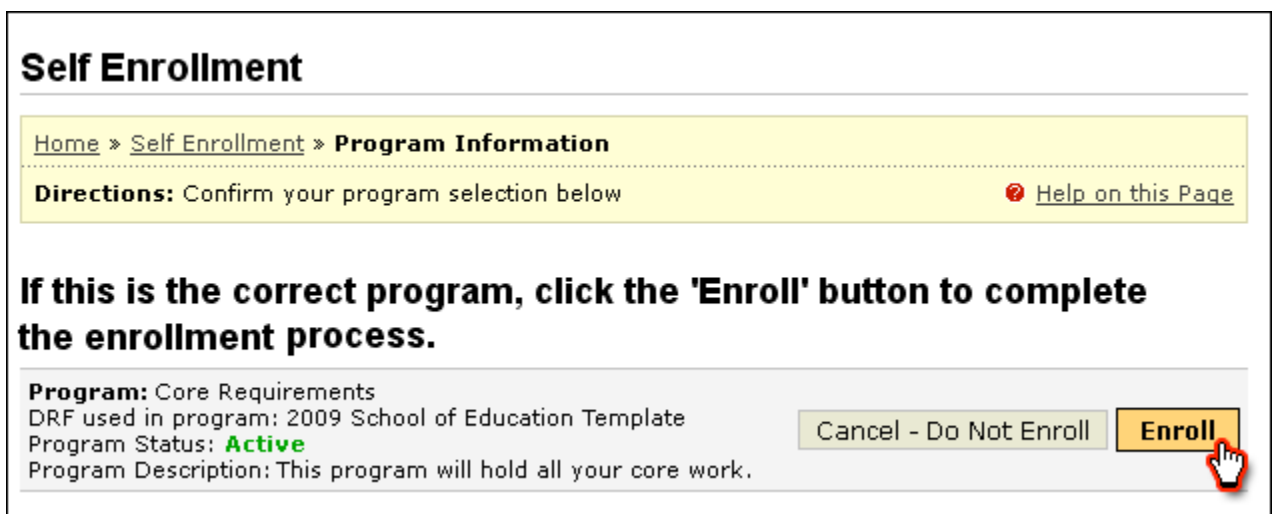 Self Enrollment
Home » Self Enrollment » Program Information
Directions: Confirm your program selection below
Help on this Page
If this is the correct program, click the 'Enroll' button to complete
the enrollment process.
Program: Core Requirements
DRF used in program: 2009 School of Education Template
Program Status: Active
Program Description: This program will hold all your core work.
Cancel - Do Not Enroll
Enroll